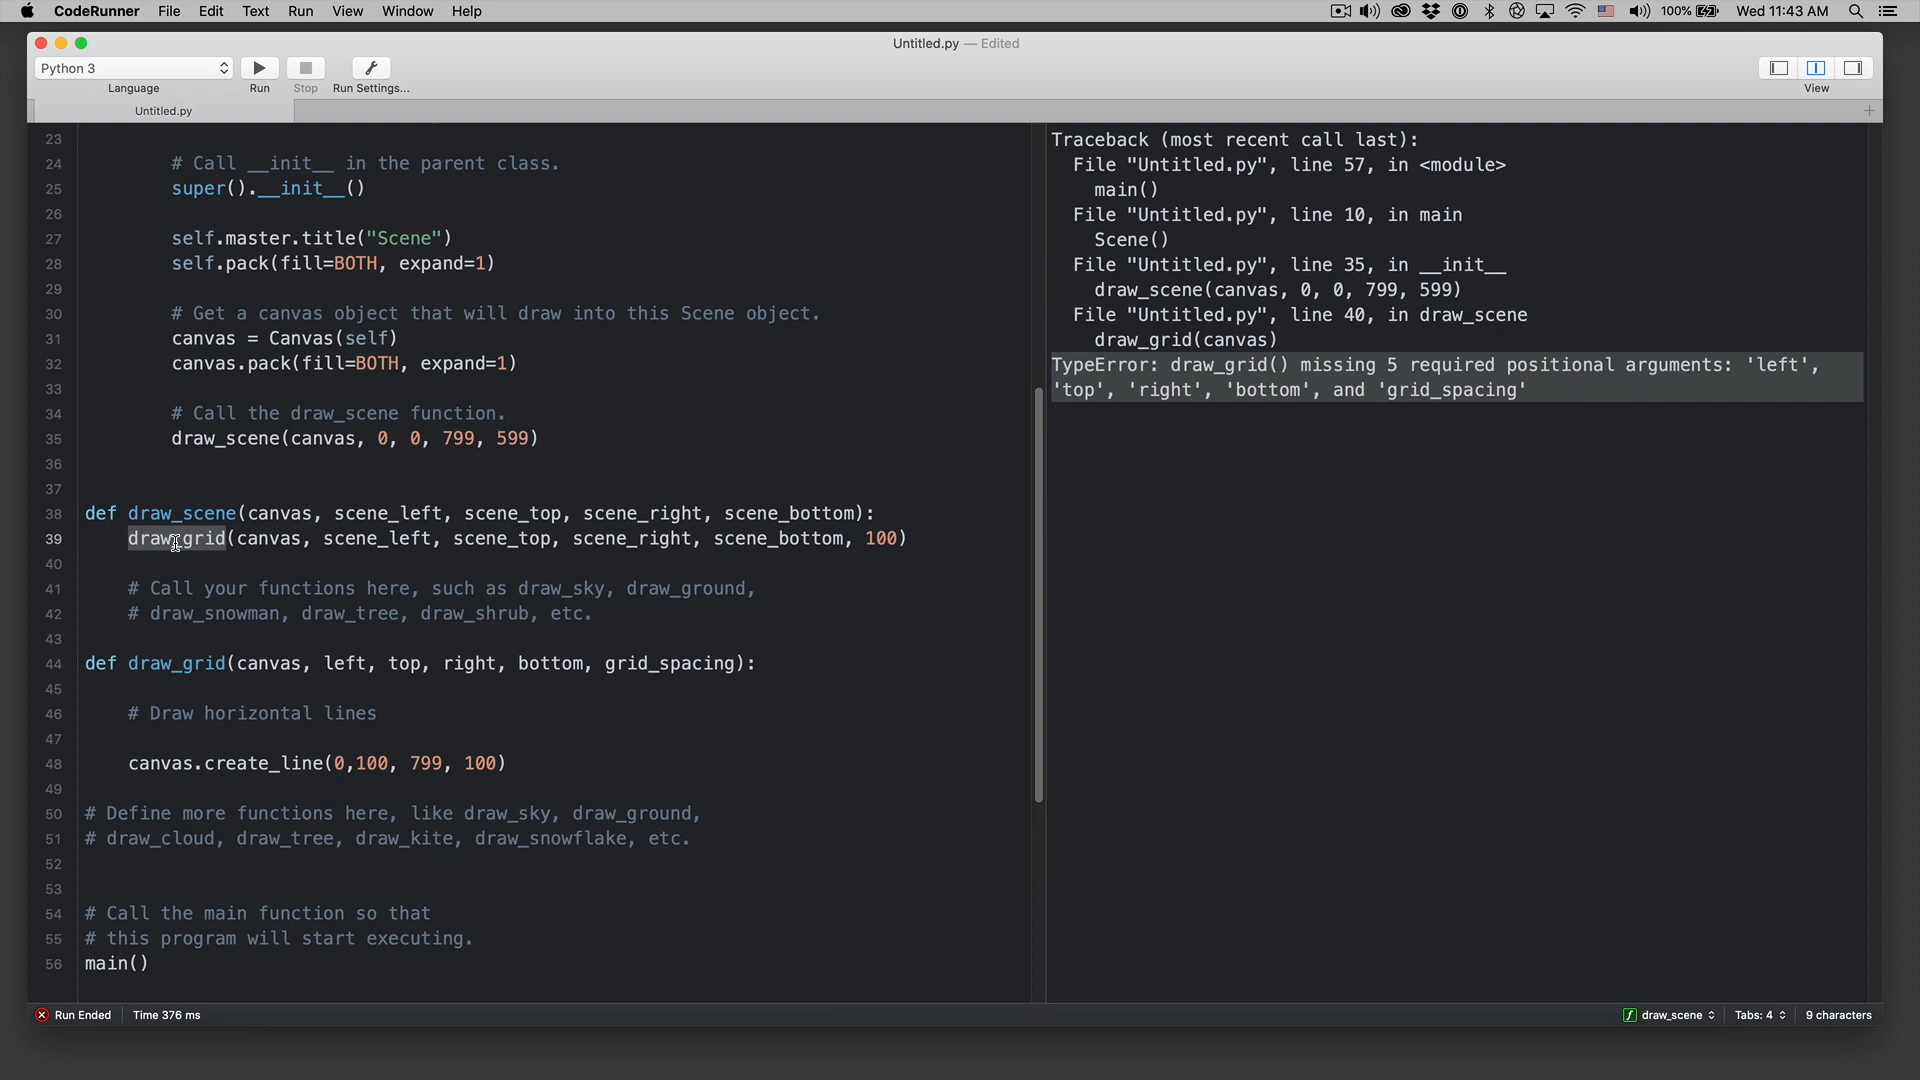 CodeRunner File Edit Text Run View Window Help 100% Wed 11:43 AM
Untitled.py — Edited
Python 3
Language Run Stop Run Settings... View
Untitled.py
23
24 # Call __init__ in the parent class.
25 super().__init__()
26
27 self.master.title("Scene")
28 self.pack(fill=BOTH, expand=1)
29
30 # Get a canvas object that will draw into this Scene object.
31 canvas = Canvas(self)
32 canvas.pack(fill=BOTH, expand=1)
33
34 # Call the draw_scene function.
35 draw_scene(canvas, 0, 0, 799, 599)
36
37
38 def draw_scene(canvas, scene_left, scene_top, scene_right, scene_bottom):
39 draw_grid(canvas, scene_left, scene_top, scene_right, scene_bottom, 100)
40
41 # Call your functions here, such as draw_sky, draw_ground,
42 # draw_snowman, draw_tree, draw_shrub, etc.
43
44 def draw_grid(canvas, left, top, right, bottom, grid_spacing):
45
46 # Draw horizontal lines
47
48 canvas.create_line(0,100, 799, 100)
49
50 # Define more functions here, like draw_sky, draw_ground,
51 # draw_cloud, draw_tree, draw_kite, draw_snowflake, etc.
52
53
54 # Call the main function so that
55 # this program will start executing.
56 main()
Traceback (most recent call last):
File "Untitled.py", line 57, in <module>
main()
File "Untitled.py", line 10, in main
Scene()
File "Untitled.py", line 35, in __init__
draw_scene(canvas, 0, 0, 799, 599)
File "Untitled.py", line 40, in draw_scene
draw_grid(canvas)
TypeError: draw_grid() missing 5 required positional arguments: 'left',
'top', 'right', 'bottom', and 'grid_spacing'
Run Ended Time 376 ms f draw_scene Tabs: 4 9 characters